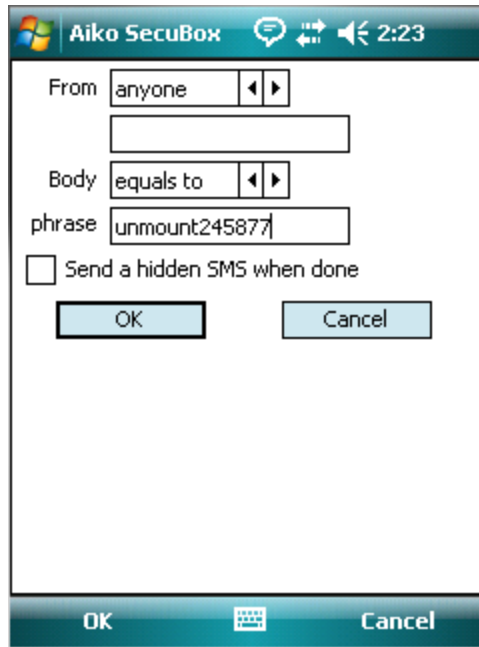 Aiko SecuBox 2:23
From anyone
Body equals to
phrase unmount245877
Send a hidden SMS when done
OK Cancel
OK Cancel